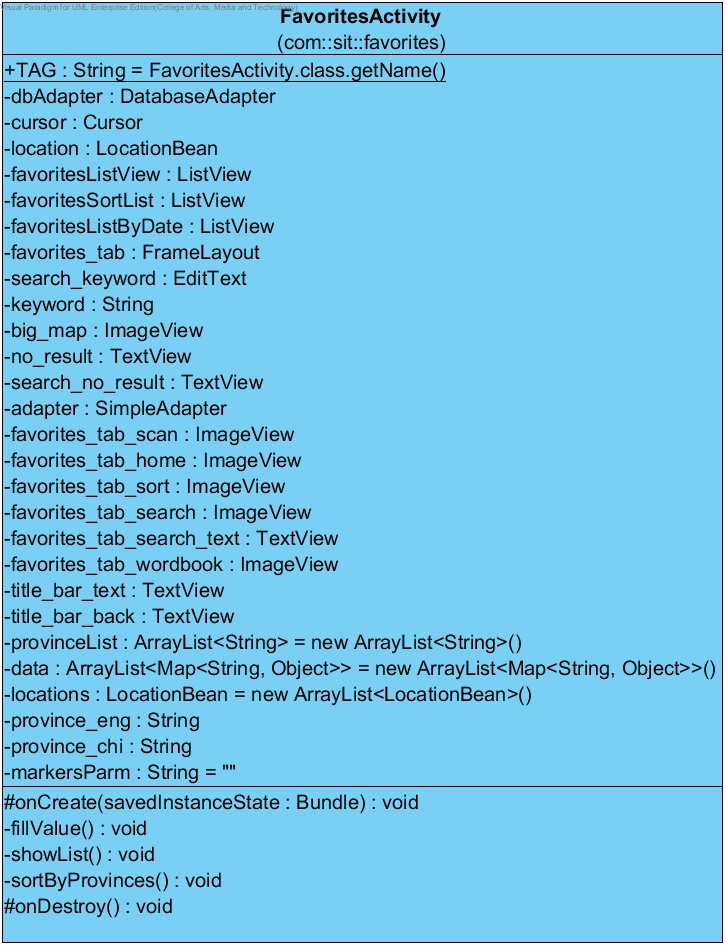 Visual Paradigm for UML Enterprise Edition(College of Arts, Media and Technology)
FavoritesActivity
(com::sit::favorites)
+TAG : String = FavoritesActivity.class.getName()
-dbAdapter : DatabaseAdapter
-cursor : Cursor
-location : LocationBean
-favoritesListView : ListView
-favoritesSortList : ListView
-favoritesListByDate : ListView
-favorites_tab : FrameLayout
-search_keyword : EditText
-keyword : String
-big_map : ImageView
-no_result : TextView
-search_no_result : TextView
-adapter : SimpleAdapter
-favorites_tab_scan : ImageView
-favorites_tab_home : ImageView
-favorites_tab_sort : ImageView
-favorites_tab_search : ImageView
-favorites_tab_search_text : TextView
-favorites_tab_wordbook : ImageView
-title_bar_text : TextView
-title_bar_back : TextView
-provinceList : ArrayList<String> = new ArrayList<String>()
-data : ArrayList<Map<String, Object>> = new ArrayList<Map<String, Object>>()
-locations : LocationBean = new ArrayList<LocationBean>()
-province_eng : String
-province_chi : String
-markersParm : String = ""
#onCreate(savedInstanceState : Bundle) : void
-fillValue() : void
-showList() : void
-sortByProvinces() : void
#onDestroy() : void